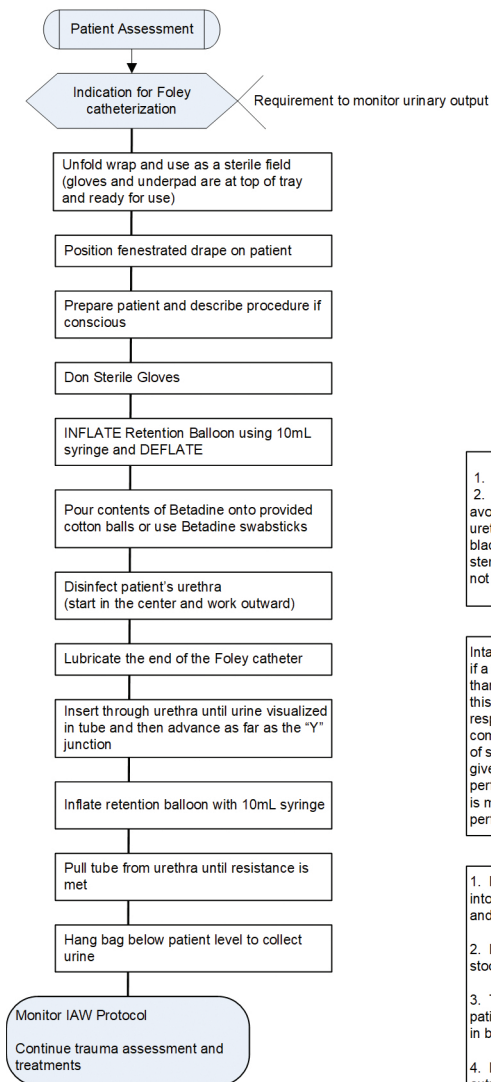 Patient Assessment
Indication for Foley
catheterization
Requirement to monitor urinary output
Unfold wrap and use as a sterile field
(gloves and underpad are at top of tray
and ready for use)
Position fenestrated drape on patient
Prepare patient and describe procedure if
conscious
Don Sterile Gloves
INFLATE Retention Balloon using 10mL
syringe and DEFLATE
Pour contents of Betadine onto provided
cotton balls or use Betadine swabsticks
Disinfect patient's urethra
(start in the center and work outward)
Lubricate the end of the Foley catheter
Insert through urethra until urine visualized
in tube and then advance as far as the "Y"
junction
Inflate retention balloon with 10mL syringe
Pull tube from urethra until resistance is
met
Hang bag below patient level to collect
urine
Monitor IAW Protocol
Continue trauma assessment and
treatments
1.
2.
avo
uret
blac
ster
not
Inta
if a
than
this
resp
of s
give
is m
1.
into
and
2.
stoc
3.
pati
in b
4.